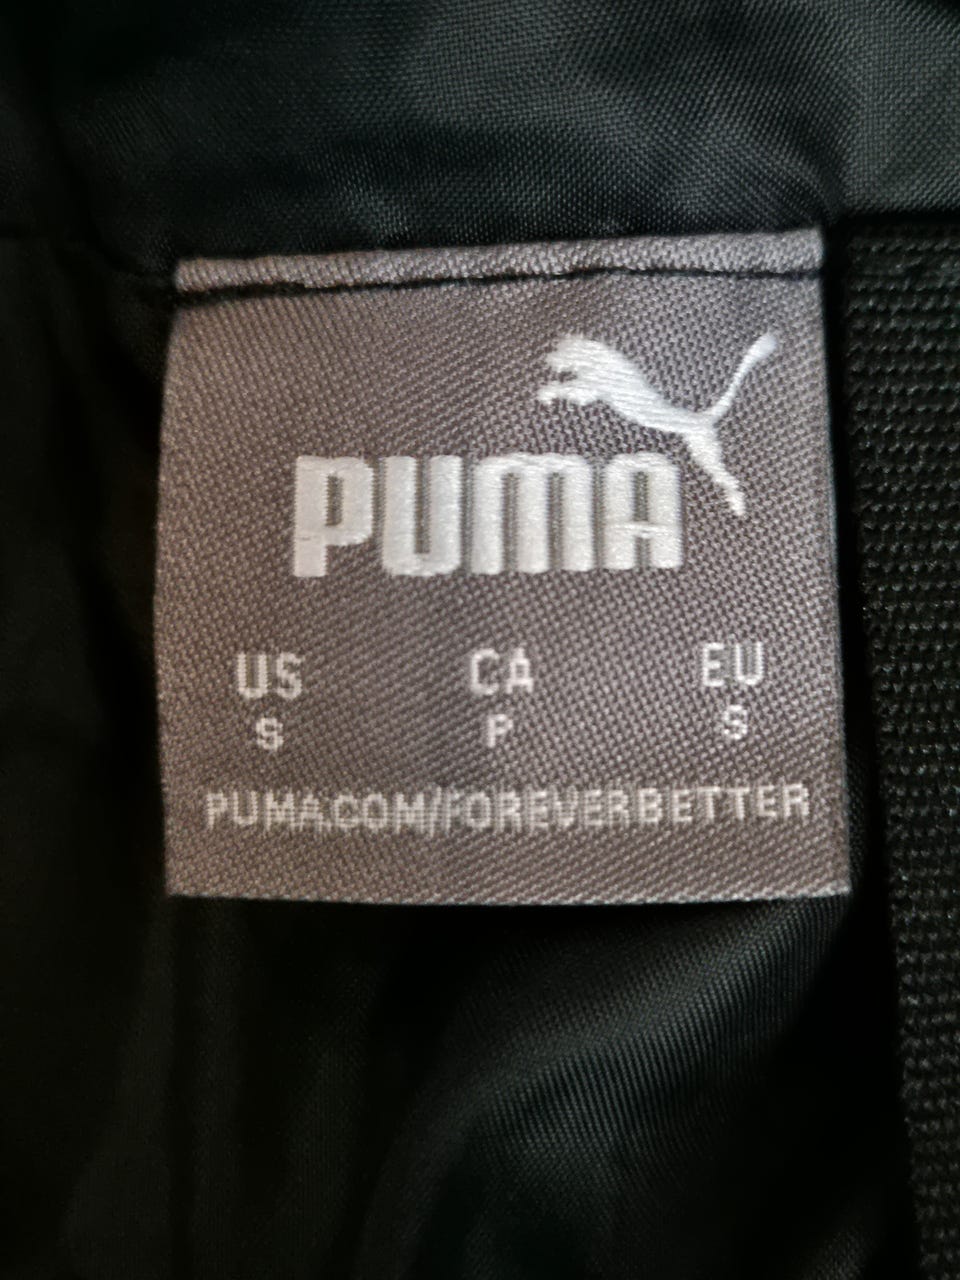 PUMA
US CA EU
S P S
PUMA.COM/FOREVERBETTER